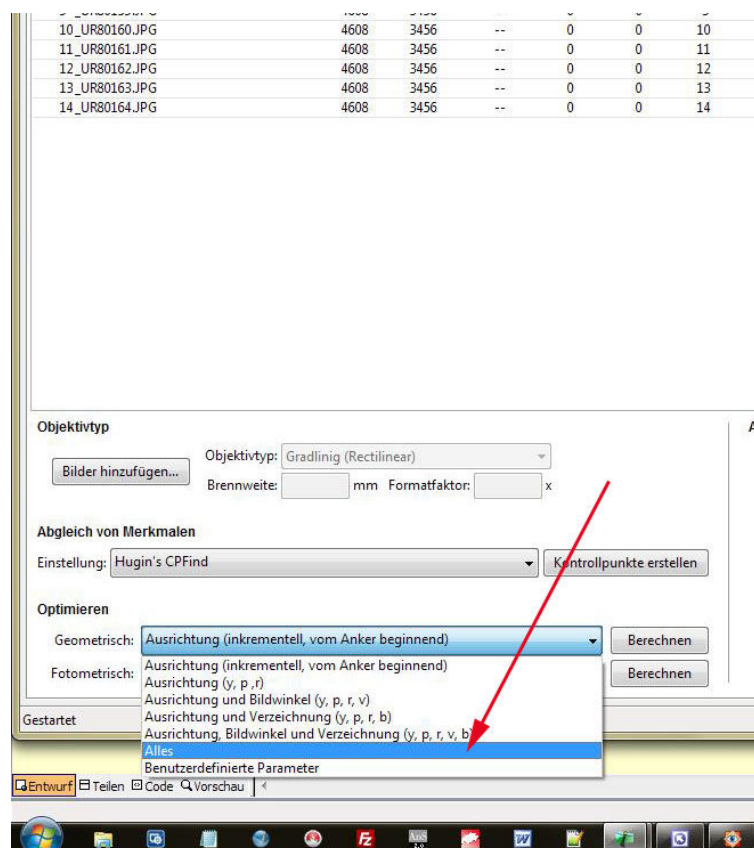 10_UR80160.JPG 4608 3456 -- 0 0 10
11_UR80161.JPG 4608 3456 -- 0 0 11
12_UR80162.JPG 4608 3456 -- 0 0 12
13_UR80163.JPG 4608 3456 -- 0 0 13
14_UR80164.JPG 4608 3456 -- 0 0 14
Objektivtyp
Bilder hinzufügen...
Objektivtyp: Gradlinig (Rectilinear)
Brennweite: mm Formatfaktor: x
Abgleich von Merkmalen
Einstellung: Hugin's CPFind Kontrollpunkte erstellen
Optimieren
Geometrisch: Ausrichtung (inkrementell, vom Anker beginnend) Berechnen
Fotometrisch: Berechnen
Ausrichtung (inkrementell, vom Anker beginnend)
Ausrichtung (y, p ,r)
Ausrichtung und Bildwinkel (y, p, r, v)
Ausrichtung und Verzeichnung (y, p, r, b)
Ausrichtung, Bildwinkel und Verzeichnung (y, p, r, v, b)
Alles
Benutzerdefinierte Parameter
Gestartet
Entwurf Teilen Code Vorschau
Fz W